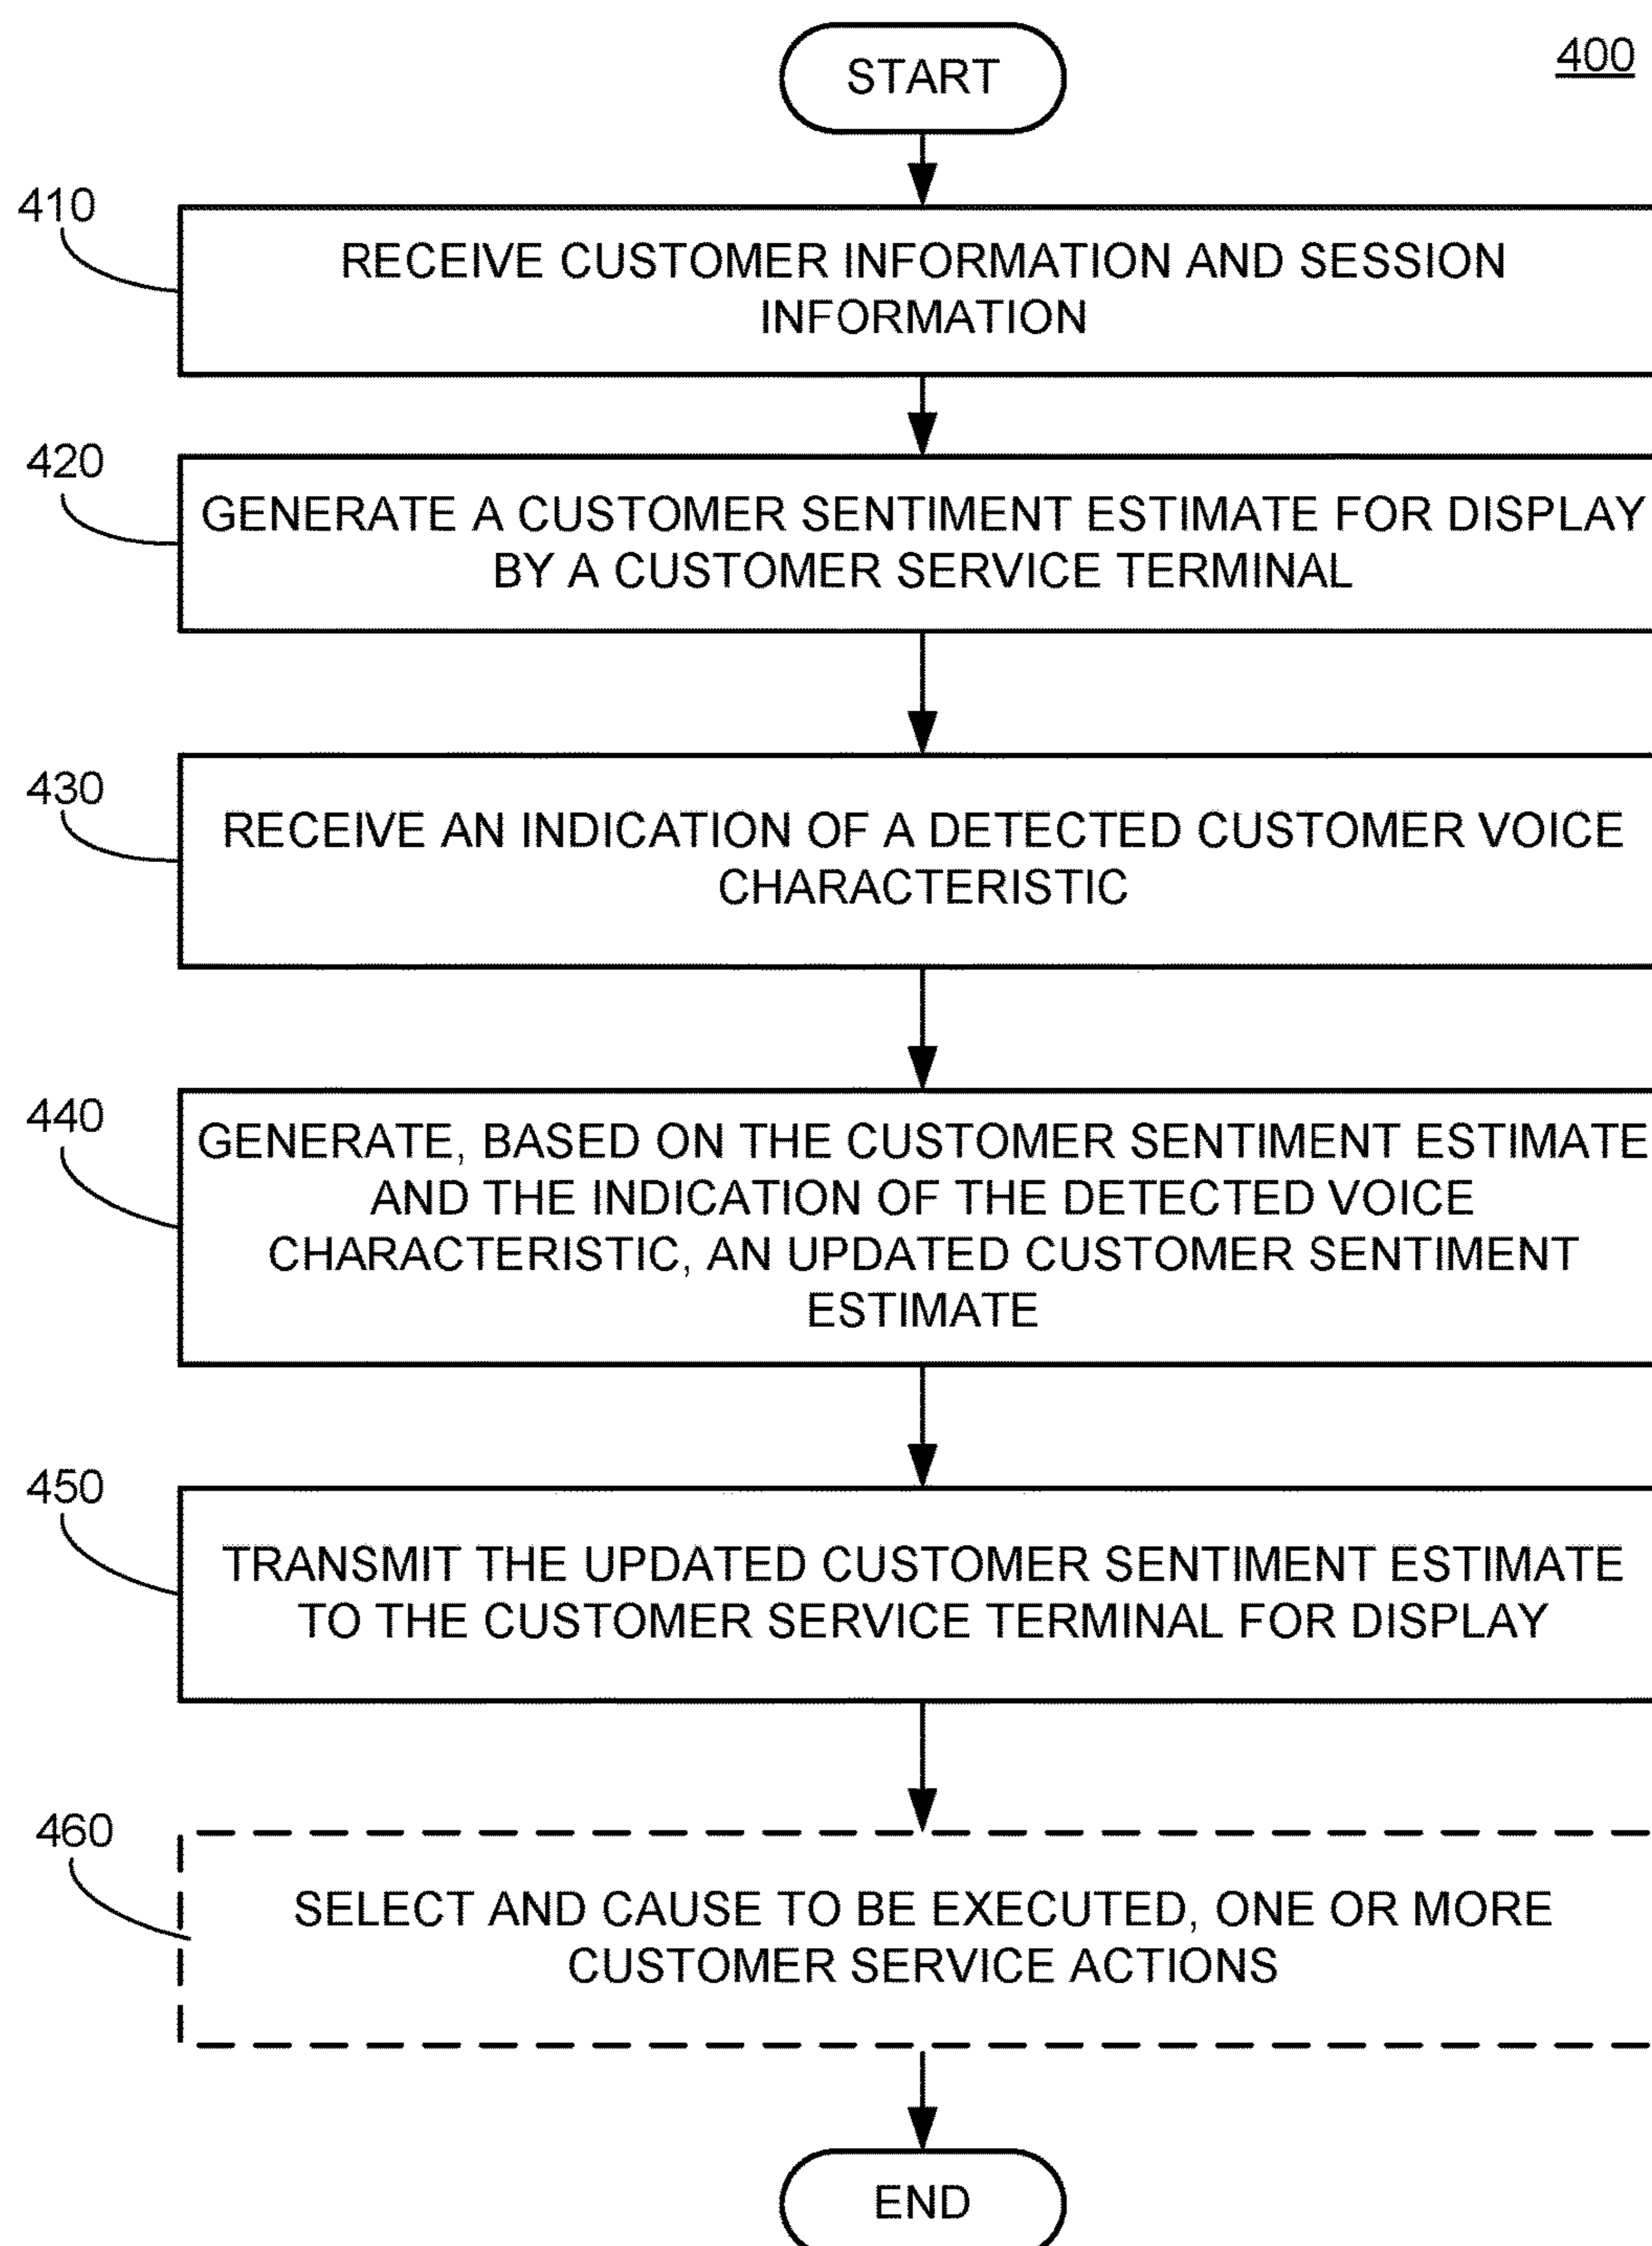 START
400
410
RECEIVE CUSTOMER INFORMATION AND SESSION
INFORMATION
420
GENERATE A CUSTOMER SENTIMENT ESTIMATE FOR DISPLAY
BY A CUSTOMER SERVICE TERMINAL
430
RECEIVE AN INDICATION OF A DETECTED CUSTOMER VOICE
CHARACTERISTIC
440
GENERATE, BASED ON THE CUSTOMER SENTIMENT ESTIMATE
AND THE INDICATION OF THE DETECTED VOICE
CHARACTERISTIC, AN UPDATED CUSTOMER SENTIMENT
ESTIMATE
450
TRANSMIT THE UPDATED CUSTOMER SENTIMENT ESTIMATE
TO THE CUSTOMER SERVICE TERMINAL FOR DISPLAY
460
SELECT AND CAUSE TO BE EXECUTED, ONE OR MORE
CUSTOMER SERVICE ACTIONS
END